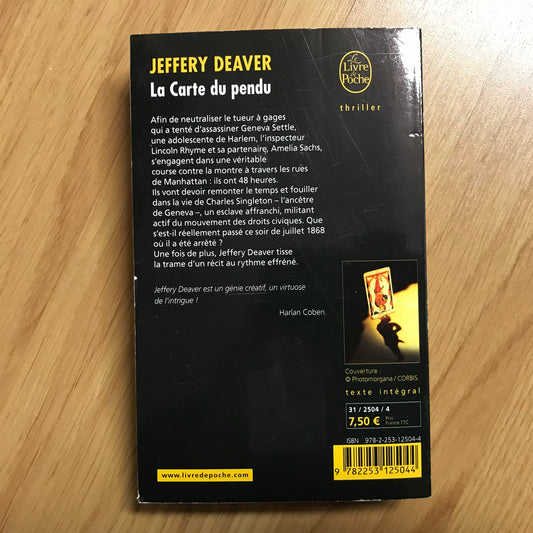 JEFFERY DEAVER
La Carte du pendu
Le
Livre
de
Poche
thriller
Afin de neutraliser le tueur à gages
qui a tenté d'assassiner Geneva Settle,
une adolescente de Harlem, l'inspecteur
Lincoln Rhyme et sa partenaire, Amelia Sachs,
s'engagent dans une véritable
course contre la montre à travers les rues
de Manhattan : ils ont 48 heures.
Ils vont devoir remonter le temps et fouiller
dans la vie de Charles Singleton – l'ancêtre
de Geneva –, un esclave affranchi, militant
actif du mouvement des droits civiques. Que
s'est-il réellement passé ce soir de juillet 1868
où il a été arrêté ?
Une fois de plus, Jeffery Deaver tisse
la trame d'un récit au rythme effréné.
Jeffery Deaver est un génie créatif, un virtuose
de l'intrigue !
Harlan Coben.
Couverture :
© Photomorgana / CORBIS.
texte intégral
31 / 2504 / 4
7,50 € Prix
France TTC
ISBN 978-2-253-12504-4
9 782253 125044
www.livredepoche.com